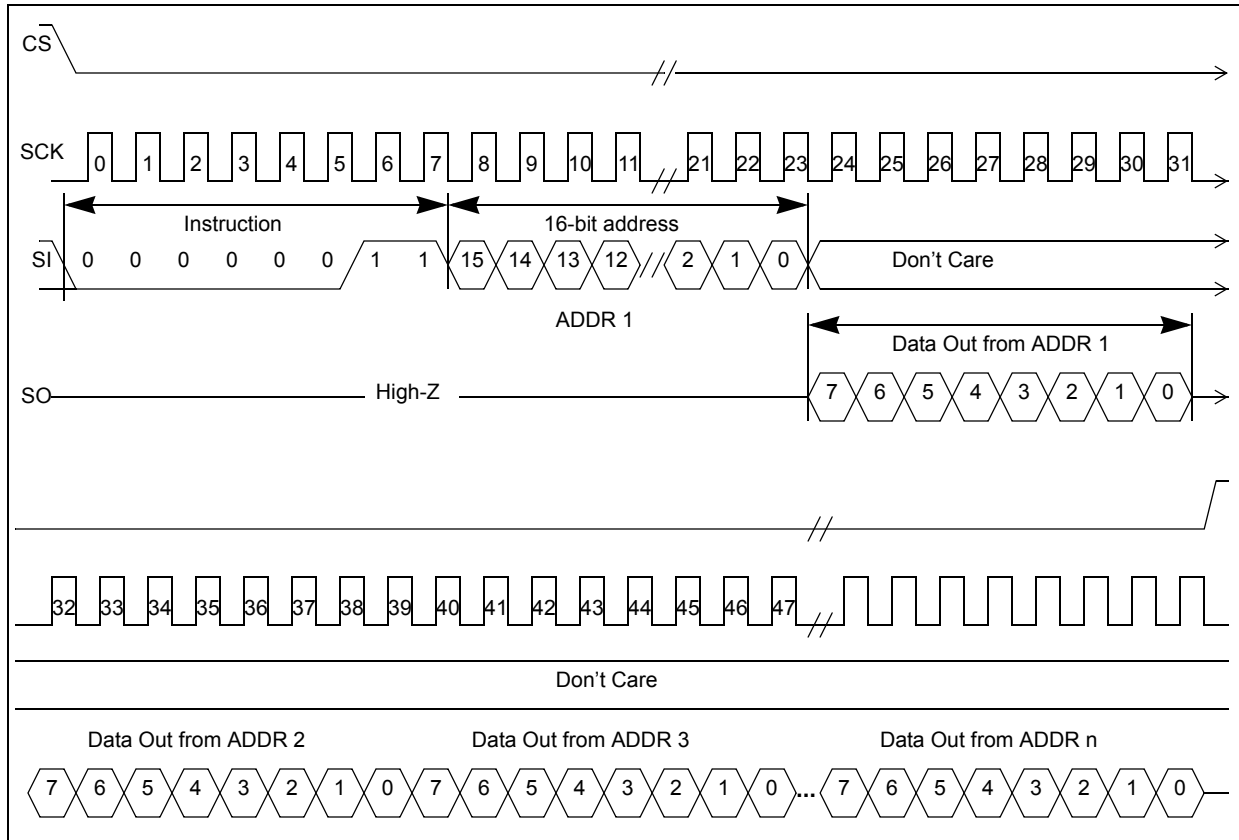 CS
SCK 0 1 2 3 4 5 6 7 8 9 10 11 21 22 23 24 25 26 27 28 29 30 31
Instruction 16-bit address
SI 0 0 0 0 0 0 1 1 15 14 13 12 2 1 0 Don't Care
ADDR 1
Data Out from ADDR 1
SO High-Z 7 6 5 4 3 2 1 0
32 33 34 35 36 37 38 39 40 41 42 43 44 45 46 47
Don't Care
Data Out from ADDR 2 Data Out from ADDR 3 Data Out from ADDR n
7 6 5 4 3 2 1 0 7 6 5 4 3 2 1 0 ... 7 6 5 4 3 2 1 0